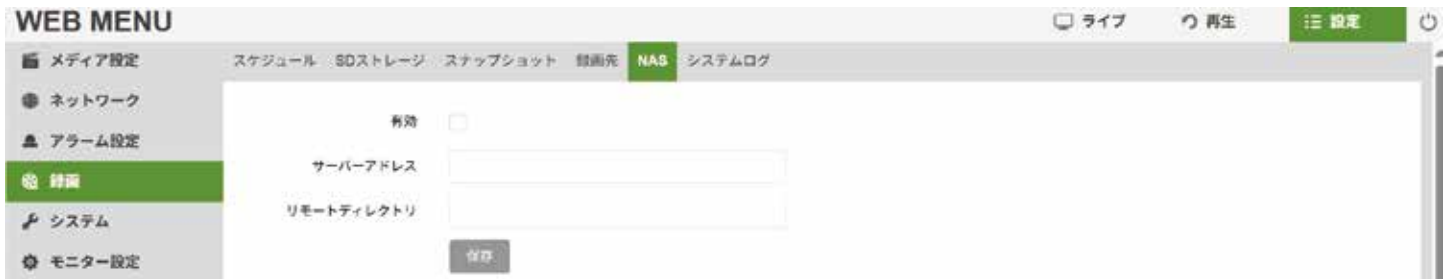 WEB MENU
ライブ 再生 設定
メディア設定
スケジュール SDストレージ スナップショット 録画先 NAS システムログ
ネットワーク
有効
アラーム設定
サーバーアドレス
録画
リモートディレクトリ
システム
保存
モニター設定